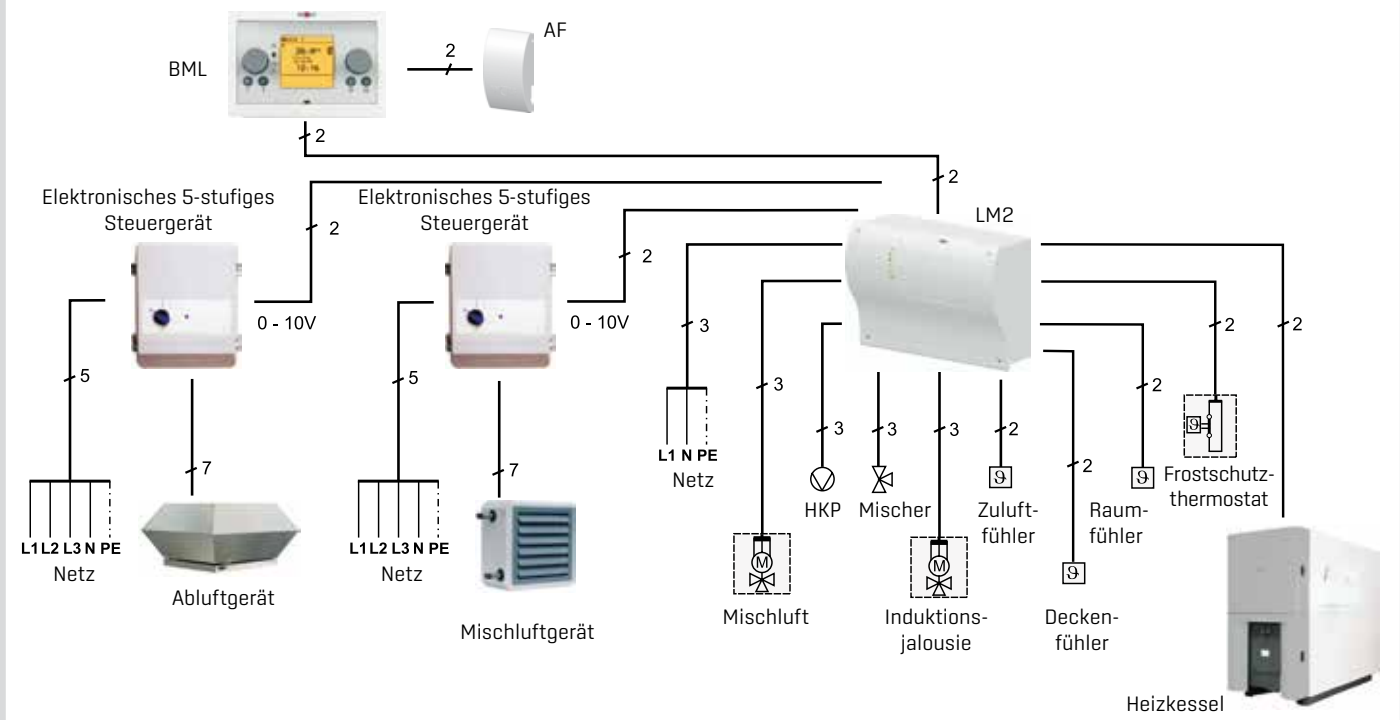 AF
BML
2
2
2
Elektronisches 5-stufiges
Steuergerät
Elektronisches 5-stufiges
Steuergerät
LM2
2
2
0 - 10V
0 - 10V
5
5
3
3
3
3
3
2
2
2
2
2
7
7
L1 L2 L3 N PE
Netz
Abluftgerät
L1 L2 L3 N PE
Netz
Mischluftgerät
L1 N PE
Netz
HKP
Mischer
Zuluft-
fühler
Raum-
fühler
Frostschutz-
thermostat
M
M
Mischluft
Induktions-
jalousie
Decken-
fühler
Heizkessel